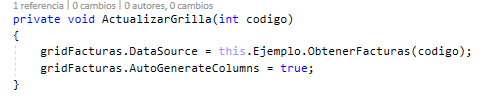 1 referencia | 0 cambios | 0 autores, 0 cambios
private void ActualizarGrilla(int codigo)
{
gridFacturas.DataSource = this.Ejemplo.ObtenerFacturas(codigo);
gridFacturas.AutoGenerateColumns = true;
}